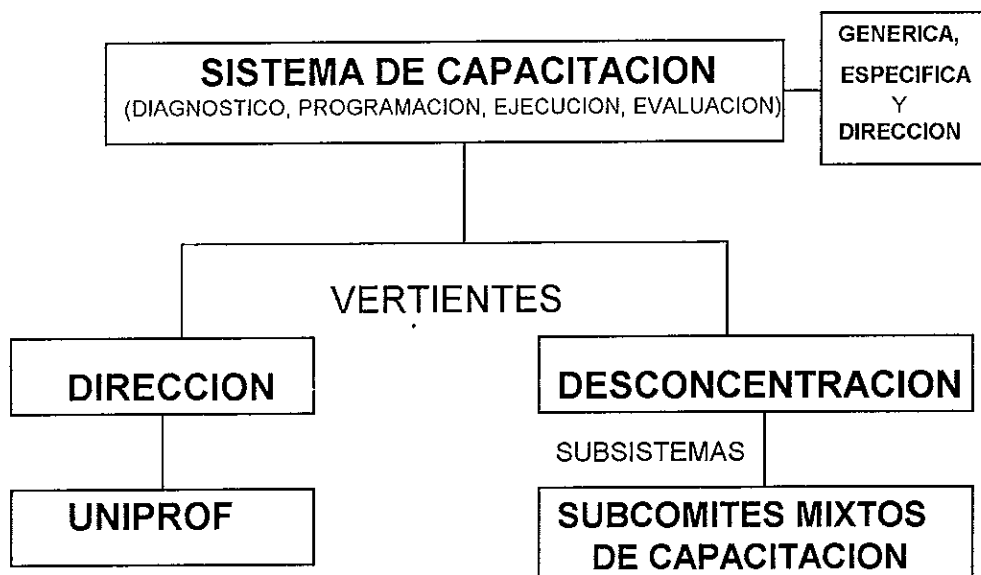 SISTEMA DE CAPACITACION
(DIAGNOSTICO, PROGRAMACION, EJECUCION, EVALUACION)
GENERICA,
ESPECIFICA
Y
DIRECCION
VERTIENTES
DIRECCION
DESCONCENTRACION
SUBSISTEMAS
UNIPROF
SUBCOMITES MIXTOS
DE CAPACITACION